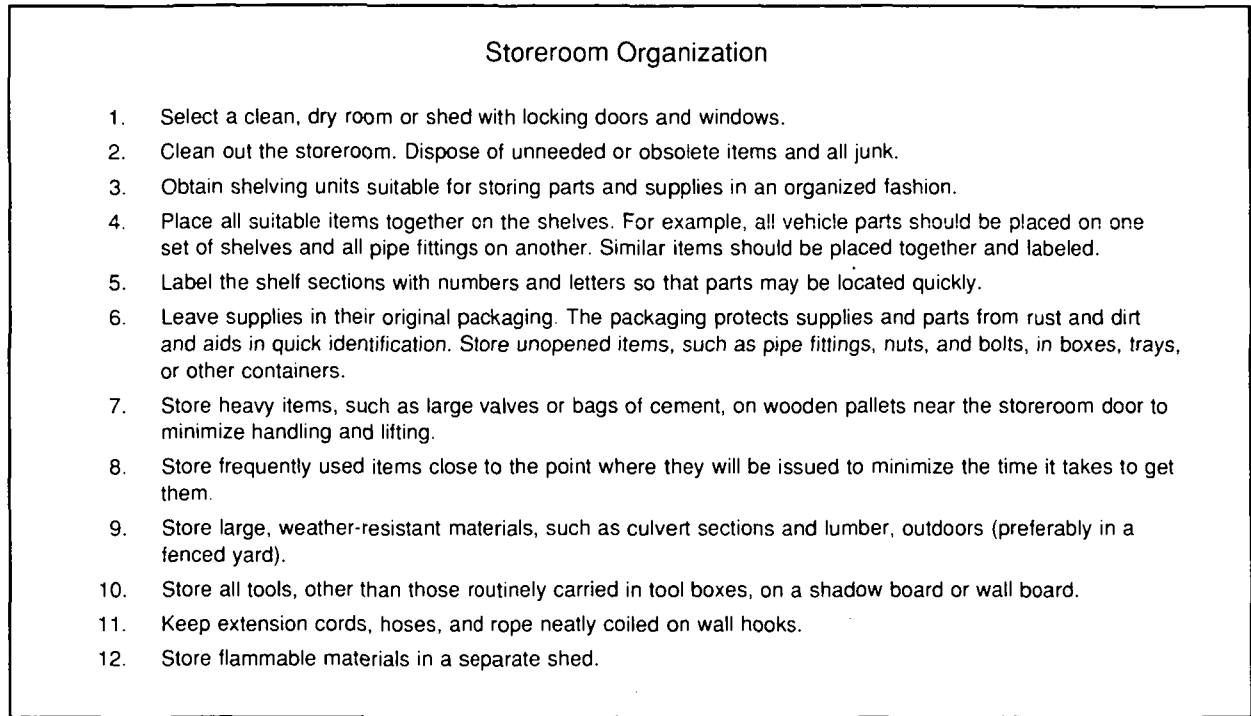 Storeroom Organization
1. Select a clean, dry room or shed with locking doors and windows.
2. Clean out the storeroom. Dispose of unneeded or obsolete items and all junk.
3. Obtain shelving units suitable for storing parts and supplies in an organized fashion.
4. Place all suitable items together on the shelves. For example, all vehicle parts should be placed on one
set of shelves and all pipe fittings on another. Similar items should be placed together and labeled.
5. Label the shelf sections with numbers and letters so that parts may be located quickly.
6. Leave supplies in their original packaging. The packaging protects supplies and parts from rust and dirt
and aids in quick identification. Store unopened items, such as pipe fittings, nuts, and bolts, in boxes, trays,
or other containers.
7. Store heavy items, such as large valves or bags of cement, on wooden pallets near the storeroom door to
minimize handling and lifting.
8. Store frequently used items close to the point where they will be issued to minimize the time it takes to get
them.
9. Store large, weather-resistant materials, such as culvert sections and lumber, outdoors (preferably in a
fenced yard).
10. Store all tools, other than those routinely carried in tool boxes, on a shadow board or wall board.
11. Keep extension cords, hoses, and rope neatly coiled on wall hooks.
12. Store flammable materials in a separate shed.